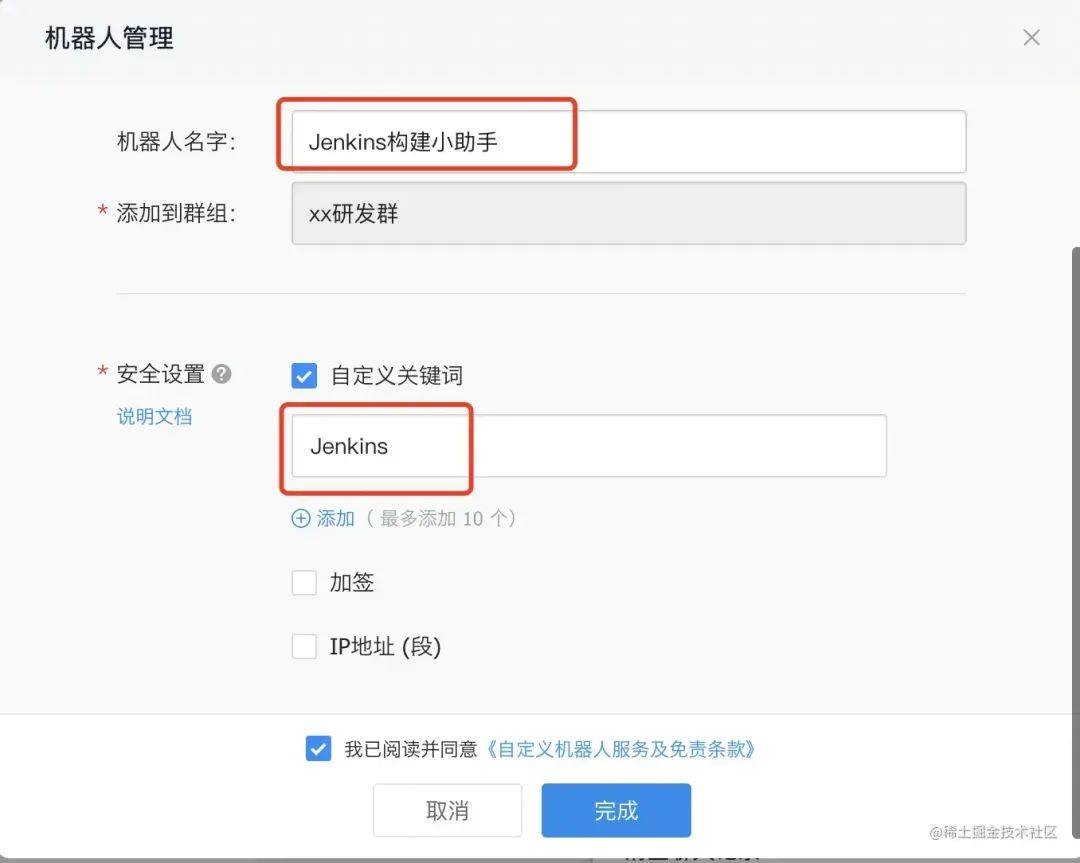 机器人管理
机器人名字:
Jenkins构建小助手
* 添加到群组:
xx研发群
* 安全设置 ?
自定义关键词
说明文档
Jenkins
添加（ 最多添加 10 个）
加签
IP地址 (段)
我已阅读并同意《自定义机器人服务及免责条款》
取消
完成
@稀土掘金技术社区